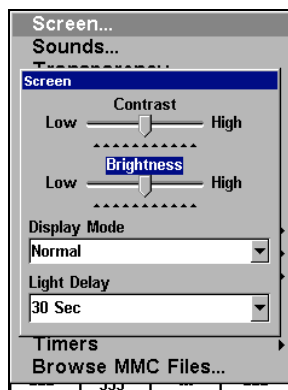 Screen...
Sounds...
Screen
Contrast
Low High
Brightness
Low High
Display Mode
Normal
Light Delay
30 Sec
Timers
Browse MMC Files...